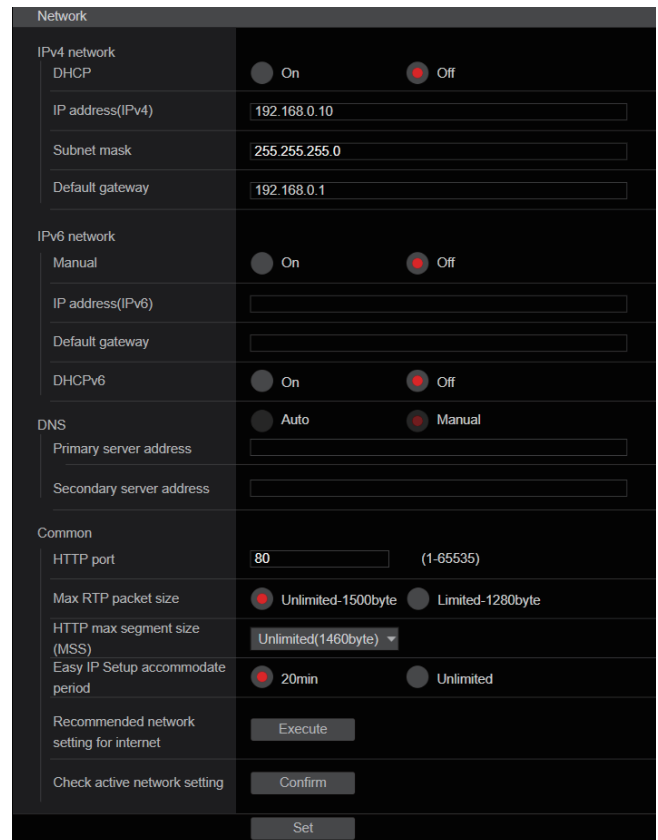 Network
IPv4 network
DHCP On Off
IP address(IPv4) 192.168.0.10
Subnet mask 255.255.255.0
Default gateway 192.168.0.1
IPv6 network
Manual On Off
IP address(IPv6)
Default gateway
DHCPv6 On Off
DNS Auto Manual
Primary server address
Secondary server address
Common
HTTP port 80 (1-65535)
Max RTP packet size Unlimited-1500byte Limited-1280byte
HTTP max segment size
(MSS) Unlimited(1460byte)
Easy IP Setup accommodate
period 20min Unlimited
Recommended network
setting for internet Execute
Check active network setting Confirm
Set